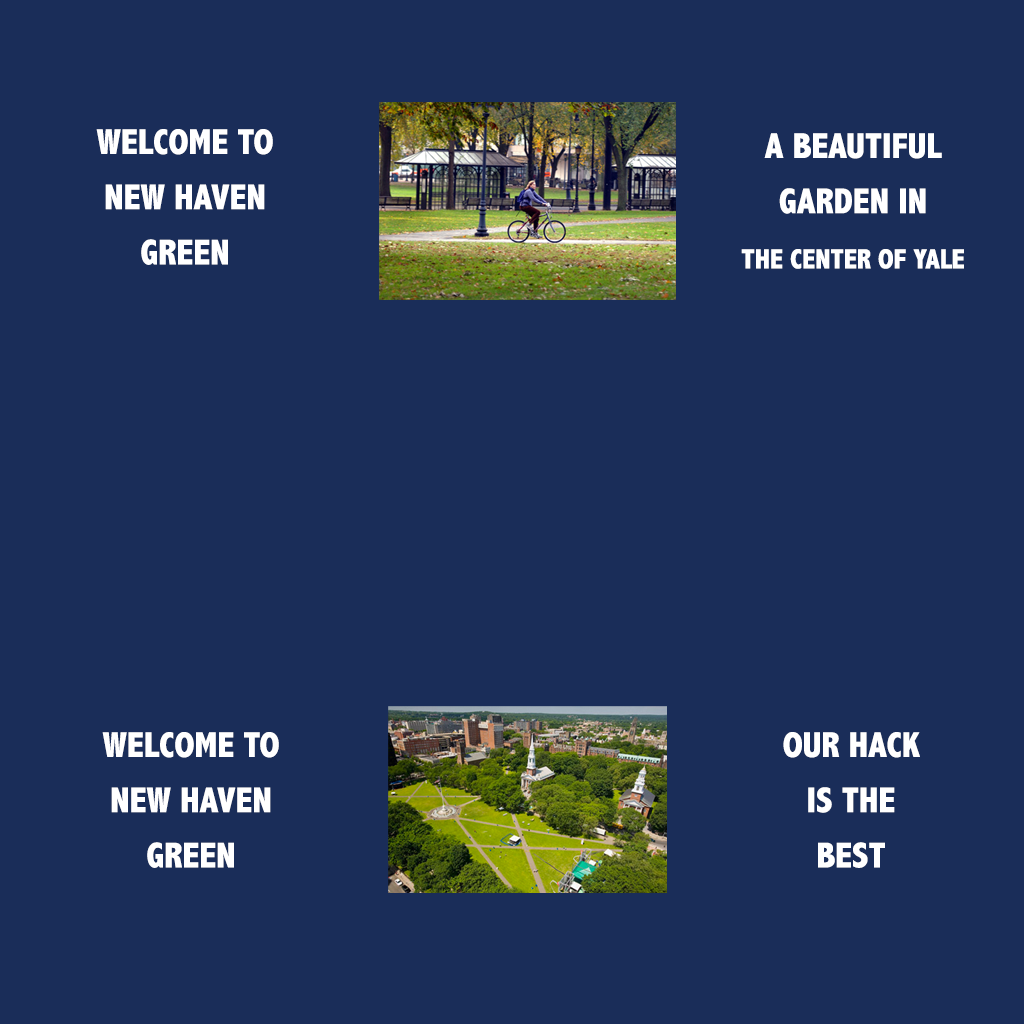 WELCOME TO
NEW HAVEN
GREEN
A BEAUTIFUL
GARDEN IN
THE CENTER OF YALE
WELCOME TO
NEW HAVEN
GREEN
OUR HACK
IS THE
BEST